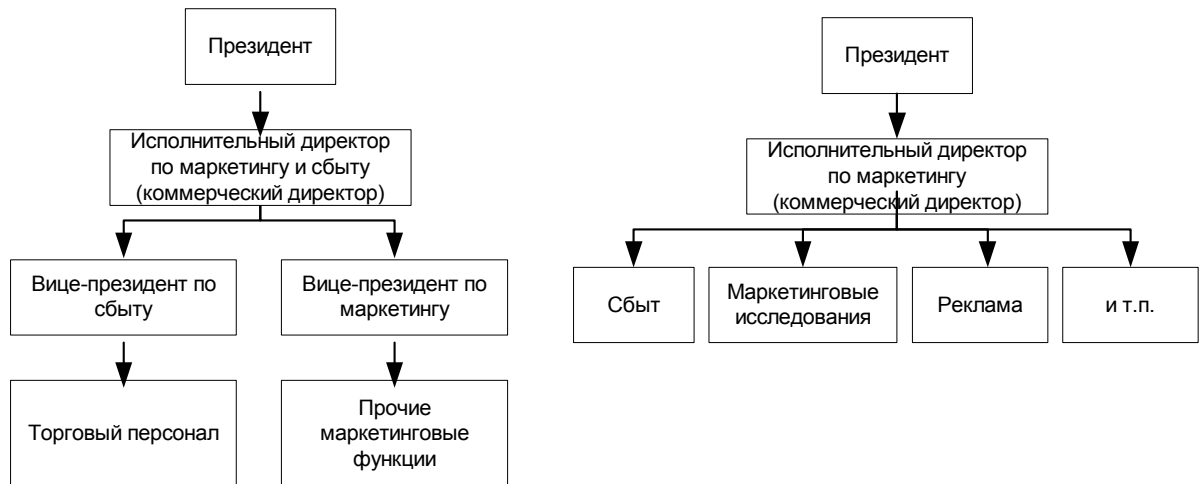 Президент
Исполнительный директор
по маркетингу и сбыту
(коммерческий директор)
Вице-президент по
сбыту
Вице-президент по
маркетингу
Торговый персонал
Прочие
маркетинговые
функции
Президент
Исполнительный директор
по маркетингу
(коммерческий директор)
Сбыт
Маркетинговые
исследования
Реклама
и т.п.